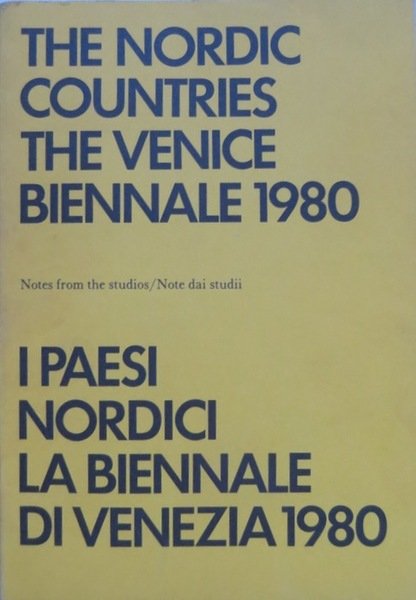 THE NORDIC
COUNTRIES
THE VENICE
BIENNALE 1980
Notes from the studios/Note dai studii
I PAESI
NORDICI
LA BIENNALE
DI VENEZIA 1980